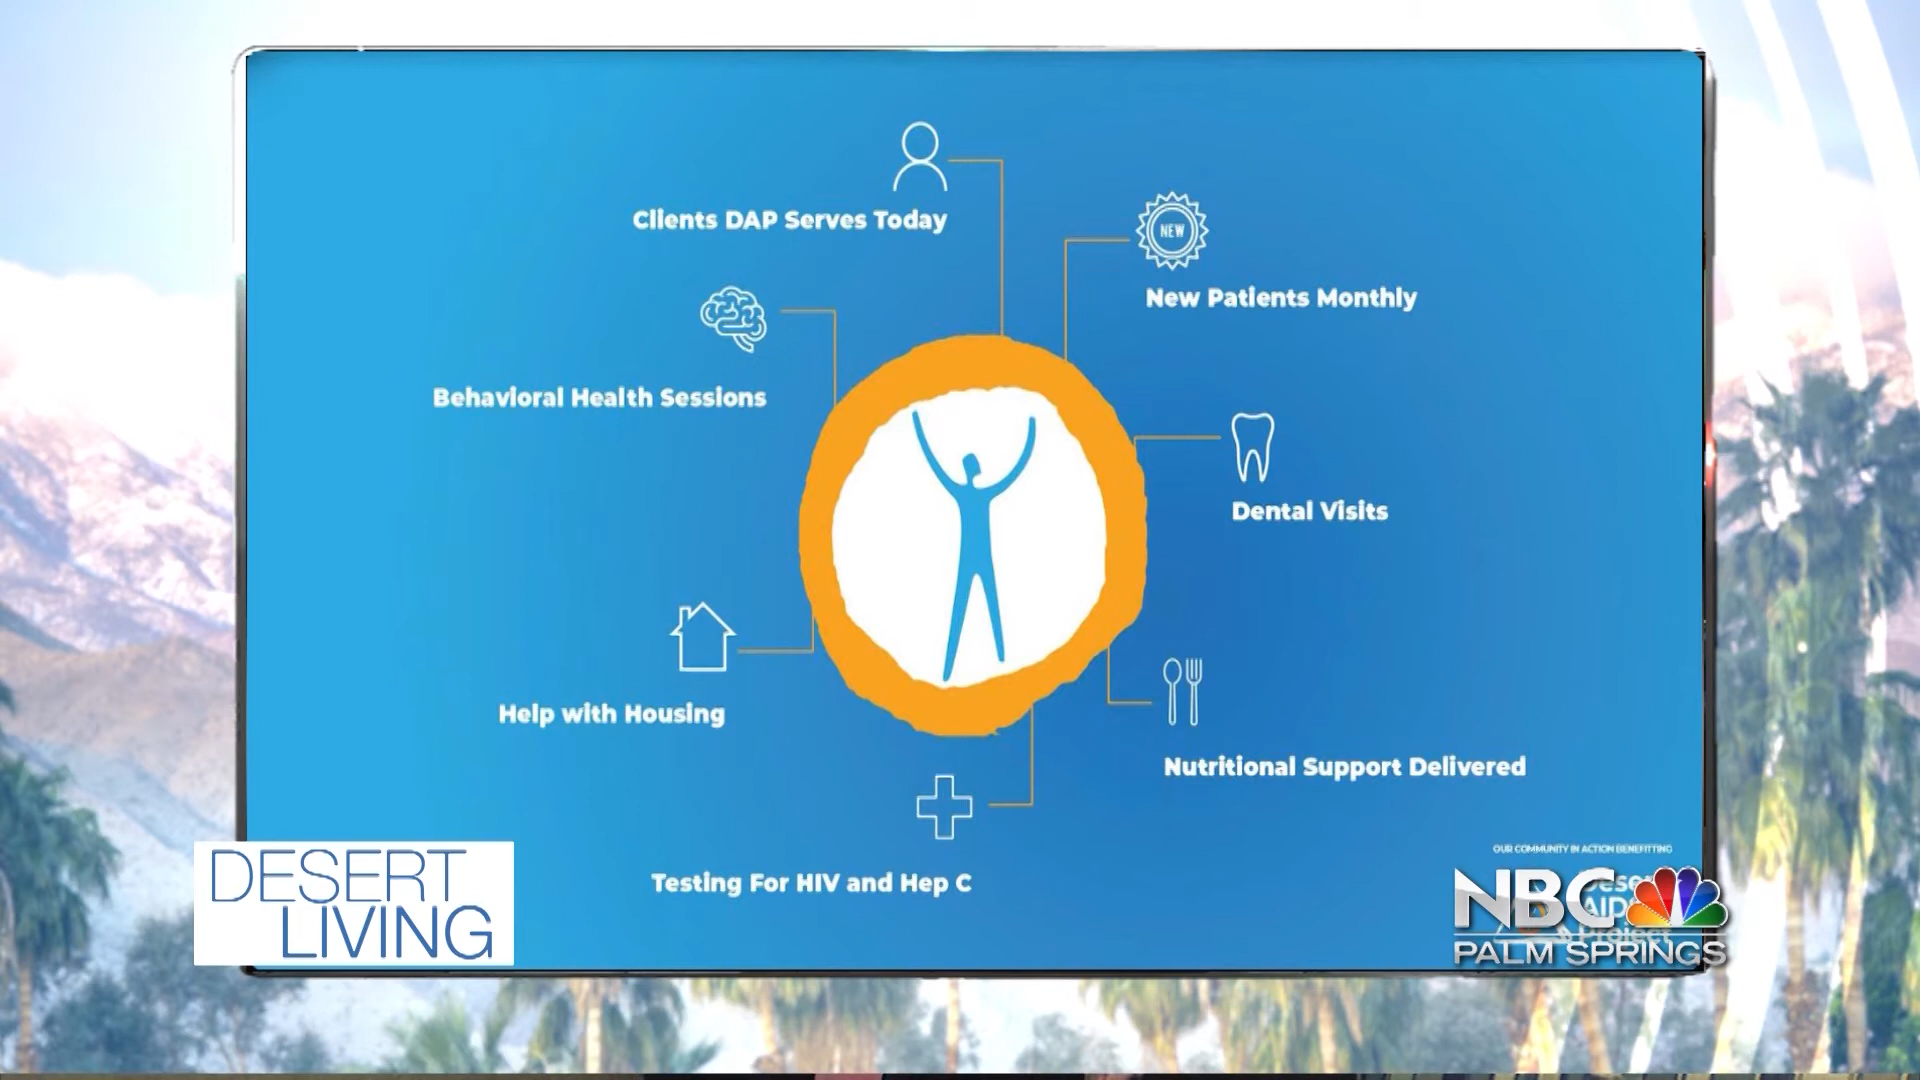 Clients DAP Serves Today
NEW
New Patients Monthly
Behavioral Health Sessions
Dental Visits
Help with Housing
Nutritional Support Delivered
Testing For HIV and Hep C
OUR COMMUNITY IN ACTION BENEFITTING
Project
NBC
PALM SPRINGS
DESERT
LIVING